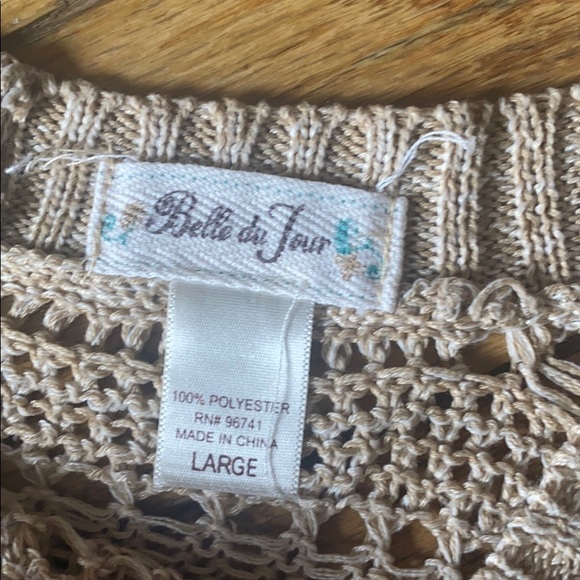 Belle du Jour
100% POLYESTER
RN# 96741
MADE IN CHINA
LARGE